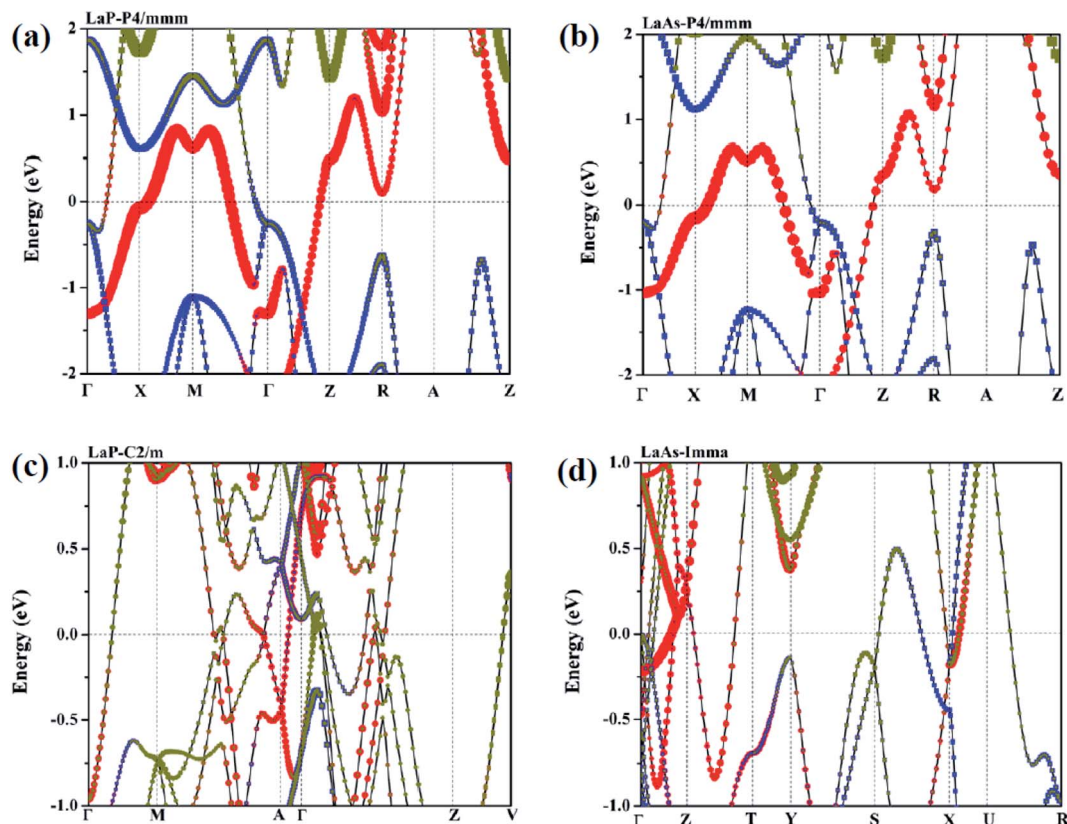 (a)
LaP-P4/mmm
Energy (eV)
2
1
0
-1
-2
Γ X M Γ Z R A Z
(b)
LaAs-P4/mmm
Energy (eV)
2
1
0
-1
-2
Γ X M Γ Z R A Z
(c)
LaP-C2/m
Energy (eV)
1.0
0.5
0.0
-0.5
-1.0
Γ M A Γ Z V
(d)
LaAs-Imma
Energy (eV)
1.0
0.5
0.0
-0.5
-1.0
Γ Z T Y S X U R